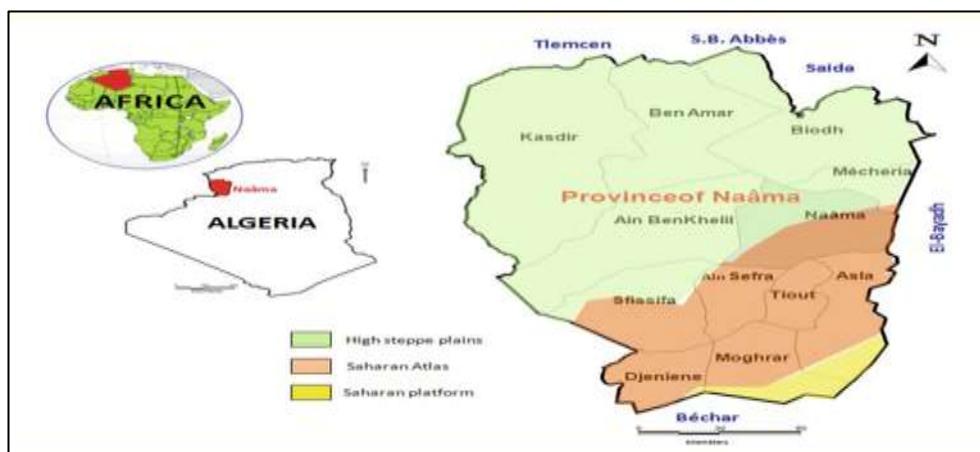 AFRICA
Naâma
ALGERIA
Tlemcen
S.B. Abbès
Saida
N
Kasdir
Ben Amar
Biodh
Mécheria
Provinceof Naâma
Ain BenKhelil
Naâma
El-Bayadh
Ain Sefra
Asla
Sfissifa
Tiout
Moghrar
Djeniene
Béchar
High steppe plains
Saharan Atlas
Saharan platform